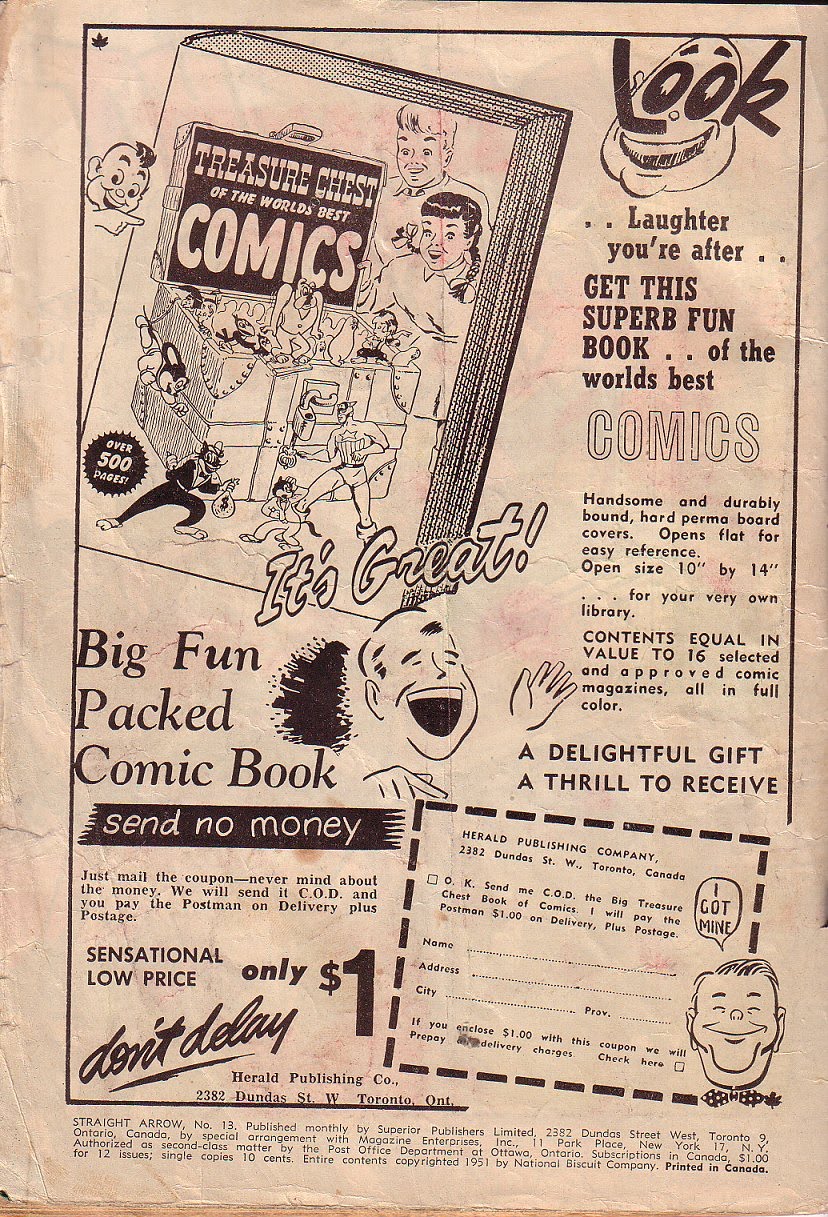 TREASURE CHEST
OF THE WORLDS BEST
COMICS
OVER
500
PAGES!
It's Great!
Look
. . Laughter
you're after . .
GET THIS
SUPERB FUN
BOOK . . of the
worlds best
COMICS
Handsome and durably
bound, hard perma board
covers. Opens flat for
easy reference.
Open size 10" by 14"
. . . for your very own
library.
CONTENTS EQUAL IN
VALUE TO 16 selected
and approved comic
magazines, all in full
color.
A DELIGHTFUL GIFT
A THRILL TO RECEIVE
Big Fun
Packed
Comic Book
send no money
Just mail the coupon—never mind about
the money. We will send it C.O.D. and
you pay the Postman on Delivery plus
Postage.
SENSATIONAL
LOW PRICE
only $1
don't delay
Herald Publishing Co.,
2382 Dundas St. W Toronto, Ont.
HERALD PUBLISHING COMPANY,
2382 Dundas St. W., Toronto, Canada
O. K. Send me C.O.D. the Big Treasure
Chest Book of Comics. I will pay the
Postman $1.00 on Delivery, Plus Postage.
Name
Address
City
Prov.
If you enclose $1.00 with this coupon we will
Prepay delivery charges. Check here
I
GOT
MINE
STRAIGHT ARROW, No. 13. Published monthly by Superior Publishers Limited, 2382 Dundas Street West, Toronto 9,
Ontario, Canada, by special arrangement with Magazine Enterprises, Inc., 11 Park Place, New York 17, N. Y.
Authorized as second-class matter by the Post Office Department at Ottawa, Ontario. Subscriptions in Canada, $1.00
for 12 issues; single copies 10 cents. Entire contents copyrighted 1951 by National Biscuit Company. Printed in Canada.